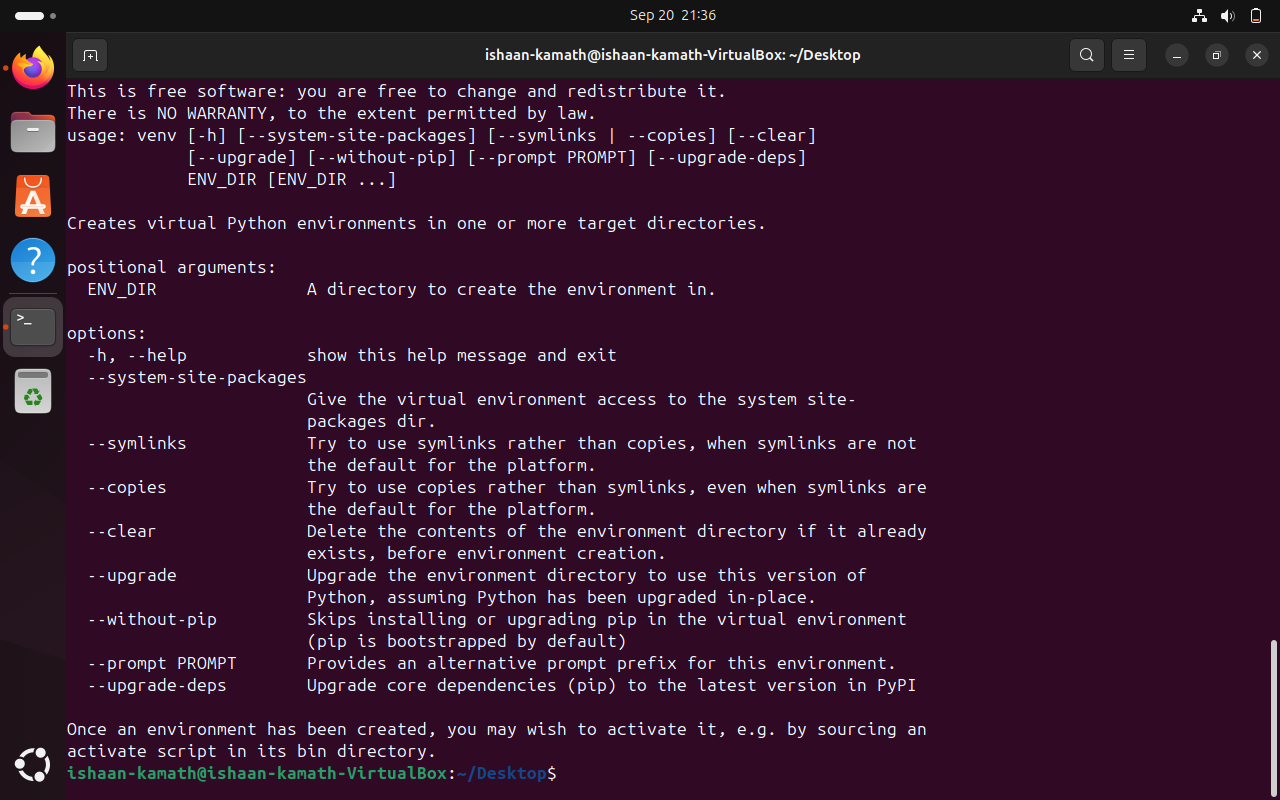 Sep 20 21:36
ishaan-kamath@ishaan-kamath-VirtualBox: ~/Desktop
This is free software: you are free to change and redistribute it.
There is NO WARRANTY, to the extent permitted by law.
usage: venv [-h] [--system-site-packages] [--symlinks | --copies] [--clear]
            [--upgrade] [--without-pip] [--prompt PROMPT] [--upgrade-deps]
            ENV_DIR [ENV_DIR ...]

Creates virtual Python environments in one or more target directories.

positional arguments:
  ENV_DIR               A directory to create the environment in.

options:
  -h, --help            show this help message and exit
  --system-site-packages
                        Give the virtual environment access to the system site-
                        packages dir.
  --symlinks            Try to use symlinks rather than copies, when symlinks are not
                        the default for the platform.
  --copies              Try to use copies rather than symlinks, even when symlinks are
                        the default for the platform.
  --clear               Delete the contents of the environment directory if it already
                        exists, before environment creation.
  --upgrade             Upgrade the environment directory to use this version of
                        Python, assuming Python has been upgraded in-place.
  --without-pip         Skips installing or upgrading pip in the virtual environment
                        (pip is bootstrapped by default)
  --prompt PROMPT       Provides an alternative prompt prefix for this environment.
  --upgrade-deps        Upgrade core dependencies (pip) to the latest version in PyPI

Once an environment has been created, you may wish to activate it, e.g. by sourcing an
activate script in its bin directory.
ishaan-kamath@ishaan-kamath-VirtualBox:~/Desktop$